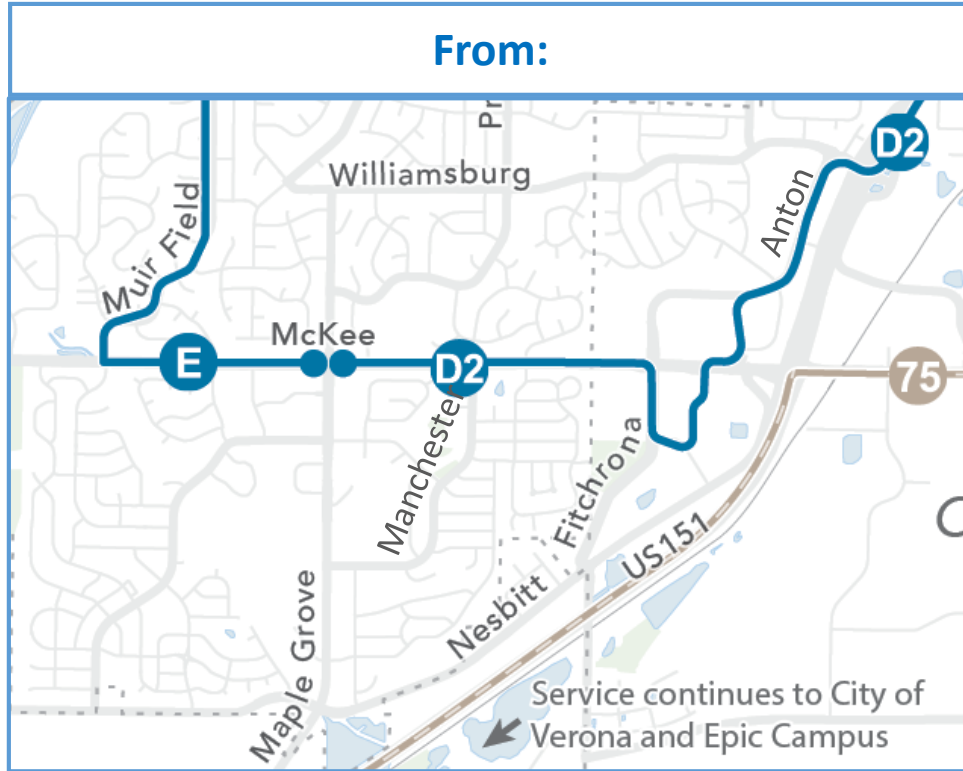 From:
Pr
D2
Williamsburg
Anton
Muir Field
McKee
E
D2
75
Manchester
Fitchrona
C
US151
Nesbitt
Maple Grove
Service continues to City of
Verona and Epic Campus